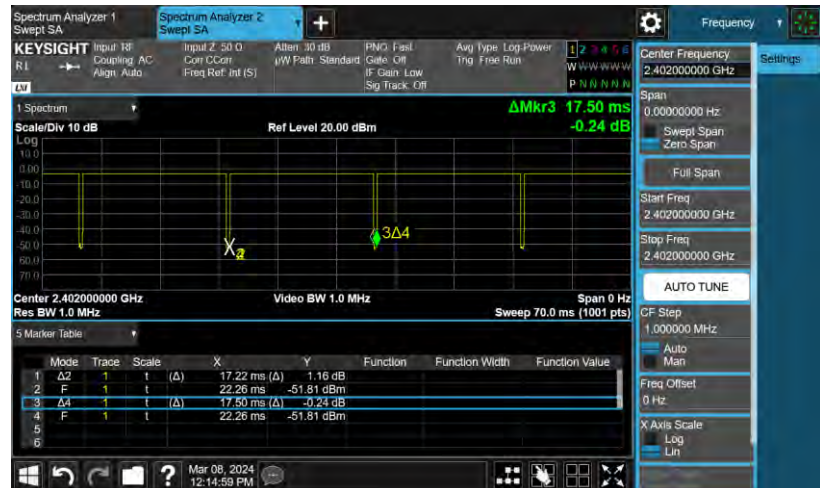 Spectrum Analyzer 1
Swept SA
Spectrum Analyzer 2
Swept SA
+
Frequency
KEYSIGHT
RL
LXI
Input: RF
Coupling: AC
Align: Auto
Input Z: 50 Ω
Corr CCorr
Freq Ref: Int (S)
Atten: 30 dB
µW Path: Standard
PNO: Fast
Gate: Off
IF Gain: Low
Sig Track: Off
Avg Type: Log-Power
Trig: Free Run
1 2 3 4 5 6
W W W W W W
P N N N N N
Center Frequency
2.402000000 GHz
Settings
Span
0.00000000 Hz
Swept Span
Zero Span
Full Span
Start Freq
2.402000000 GHz
Stop Freq
2.402000000 GHz
AUTO TUNE
CF Step
1.000000 MHz
Auto
Man
Freq Offset
0 Hz
X Axis Scale
Log
Lin
1 Spectrum
ΔMkr3 17.50 ms
-0.24 dB
Scale/Div 10 dB
Ref Level 20.00 dBm
Log
10.0
0.00
-10.0
-20.0
-30.0
-40.0
-50.0
-60.0
-70.0
3Δ4
Center 2.402000000 GHz
Video BW 1.0 MHz
Span 0 Hz
Res BW 1.0 MHz
Sweep 70.0 ms (1001 pts)
5 Marker Table
Mode Trace Scale X Y Function Function Width Function Value
1 Δ2 1 t (Δ) 17.22 ms (Δ) 1.16 dB
2 F 1 t 22.26 ms -51.81 dBm
3 Δ4 1 t (Δ) 17.50 ms (Δ) -0.24 dB
4 F 1 t 22.26 ms -51.81 dBm
5
6
?
Mar 08, 2024
12:14:59 PM